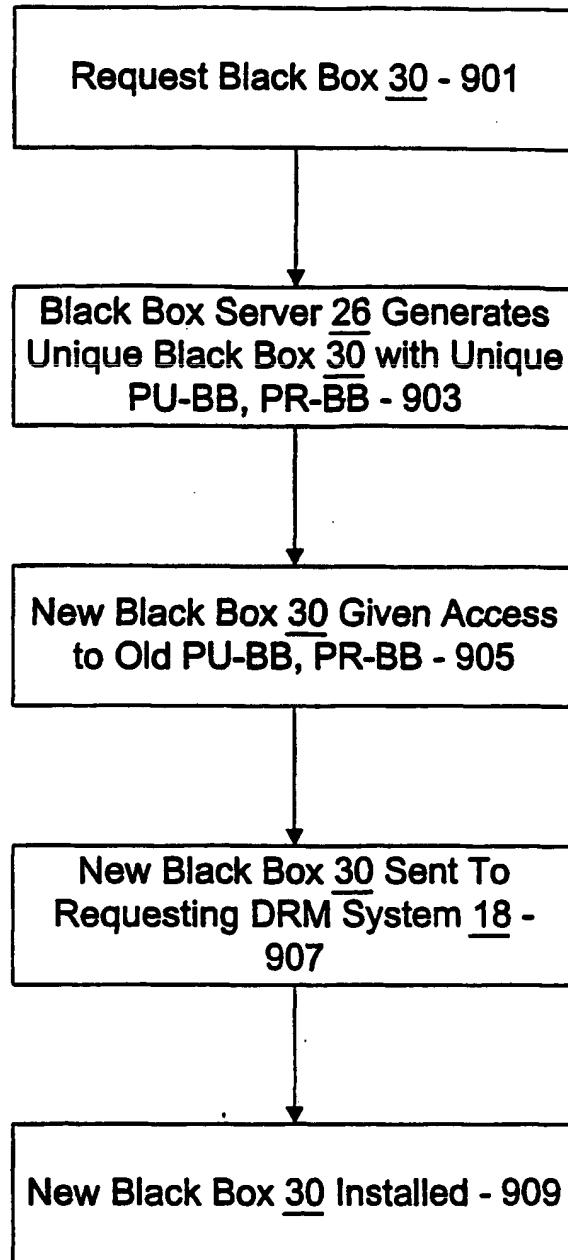 Request Black Box 30 - 901
Black Box Server 26 Generates
Unique Black Box 30 with Unique
PU-BB, PR-BB - 903
New Black Box 30 Given Access
to Old PU-BB, PR-BB - 905
New Black Box 30 Sent To
Requesting DRM System 18 -
907
New Black Box 30 Installed - 909